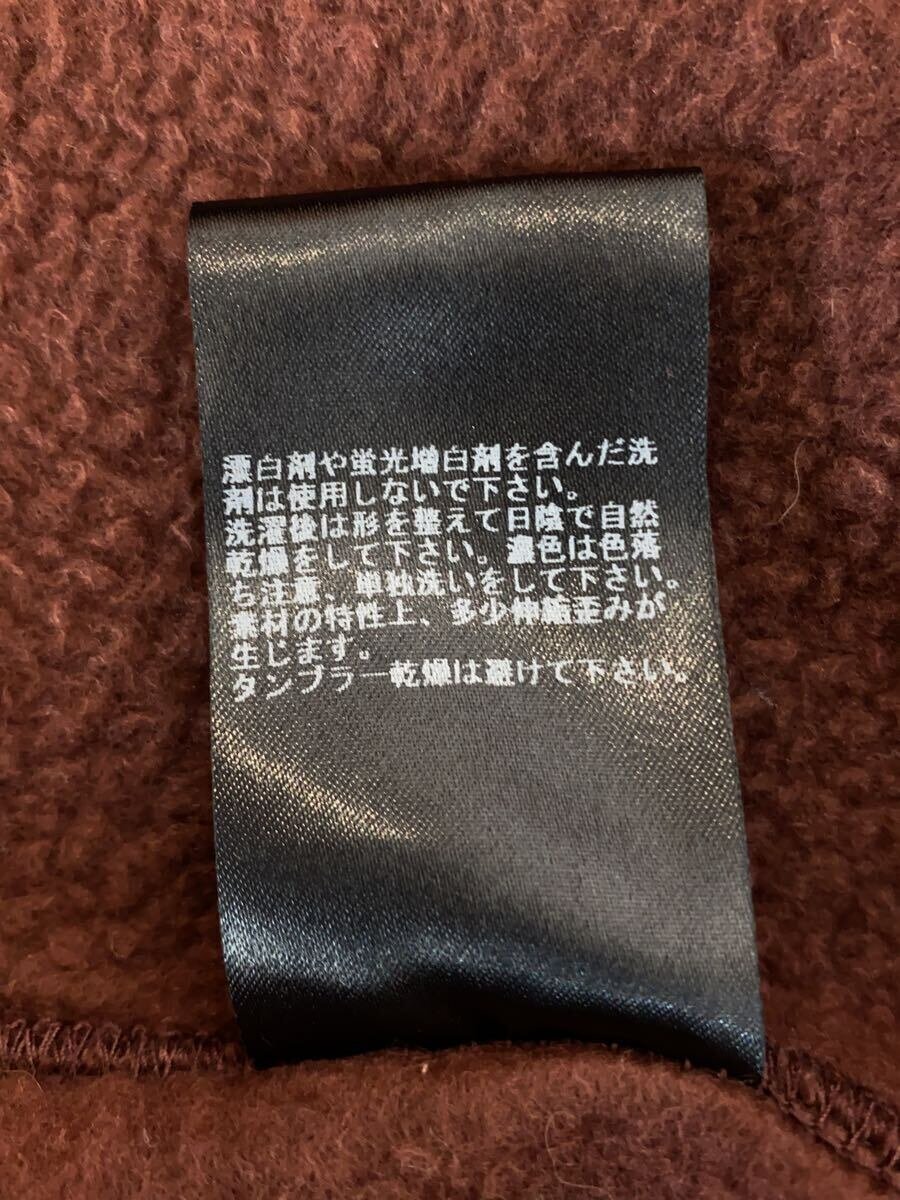 漂白剤や蛍光増白剤を含んだ洗
剤は使用しないで下さい。
洗濯後は形を整えて日陰で自然
乾燥をして下さい。濃色は色落
ち注意、単独洗いをして下さい。
素材の特性上、多少伸縮歪みが
生じます。
タンブラー乾燥は避けて下さい。